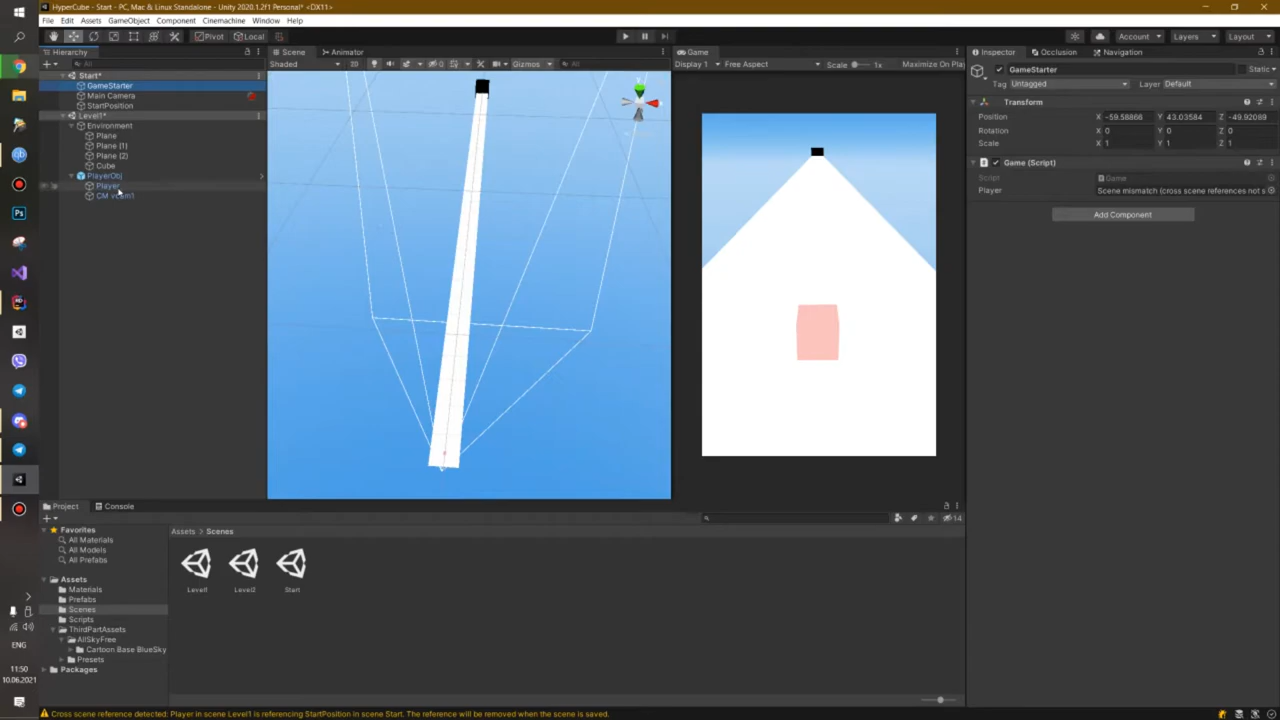 HyperCube - Start - PC, Mac & Linux Standalone - Unity 2020.1.2f1 Personal* <DX11>
File Edit Assets GameObject Component Cinemachine Window Help
Pivot Local Account Layers Layout
Hierarchy
All
Start*
GameStarter
Main Camera
StartPosition
Level1*
Environment
Plane
Plane (1)
Plane (2)
Cube
PlayerObj
Player
CM vcam1
Scene Animator
Shaded 2D 0 Gizmos All
Game
Display 1 Free Aspect Scale 1x Maximize On Play
Inspector Occlusion Navigation
GameStarter Static
Tag Untagged Layer Default
Transform
Position X -59.58866 Y 43.03584 Z -49.92089
Rotation X 0 Y 0 Z 0
Scale X 1 Y 1 Z 1
Game (Script)
Script Game
Player Scene mismatch (cross scene references not s
Add Component
Project Console
14
Favorites
All Materials
All Models
All Prefabs
Assets
Materials
Prefabs
Scenes
Scripts
ThirdPartAssets
AllSkyFree
Cartoon Base BlueSky
Presets
Packages
Assets > Scenes
Level1 Level2 Start
ENG
11:50
10.06.2021
Cross scene reference detected: Player in scene Level1 is referencing StartPosition in scene Start. The reference will be removed when the scene is saved.